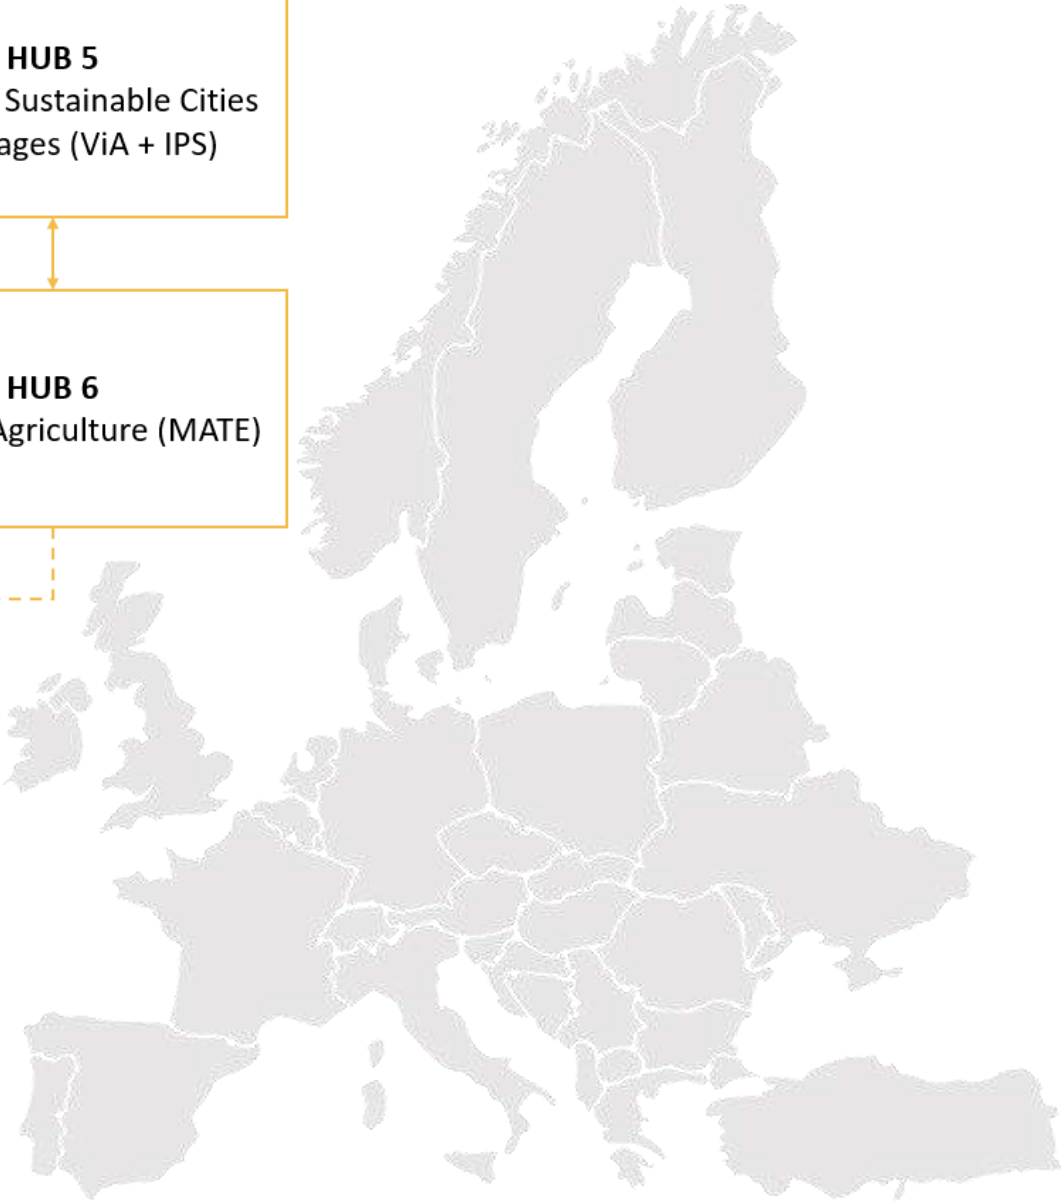 HUB 5
Sustainable Cities
ages (ViA + IPS)
HUB 6
Agriculture (MATE)